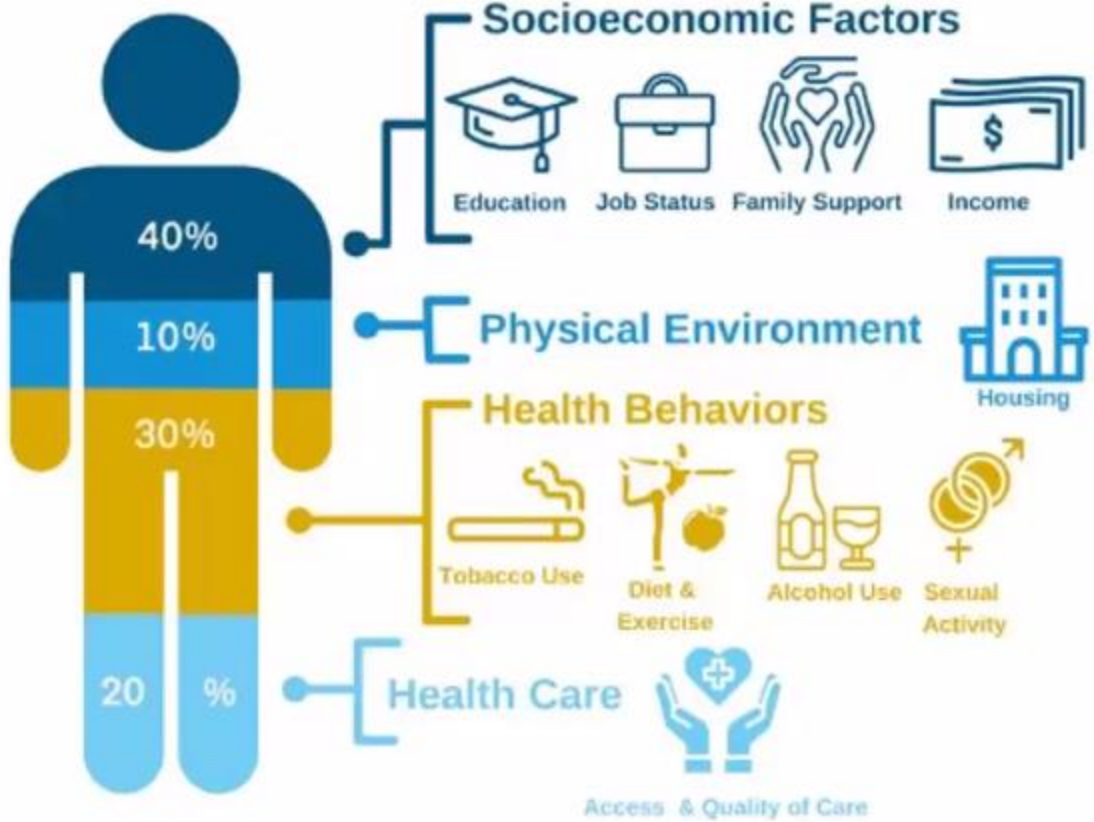 Socioeconomic Factors
Education
Job Status
Family Support
Income
40%
10%
Physical Environment
Housing
30%
Health Behaviors
Tobacco Use
Diet &
Exercise
Alcohol Use
Sexual
Activity
20 %
Health Care
Access & Quality of Care
$